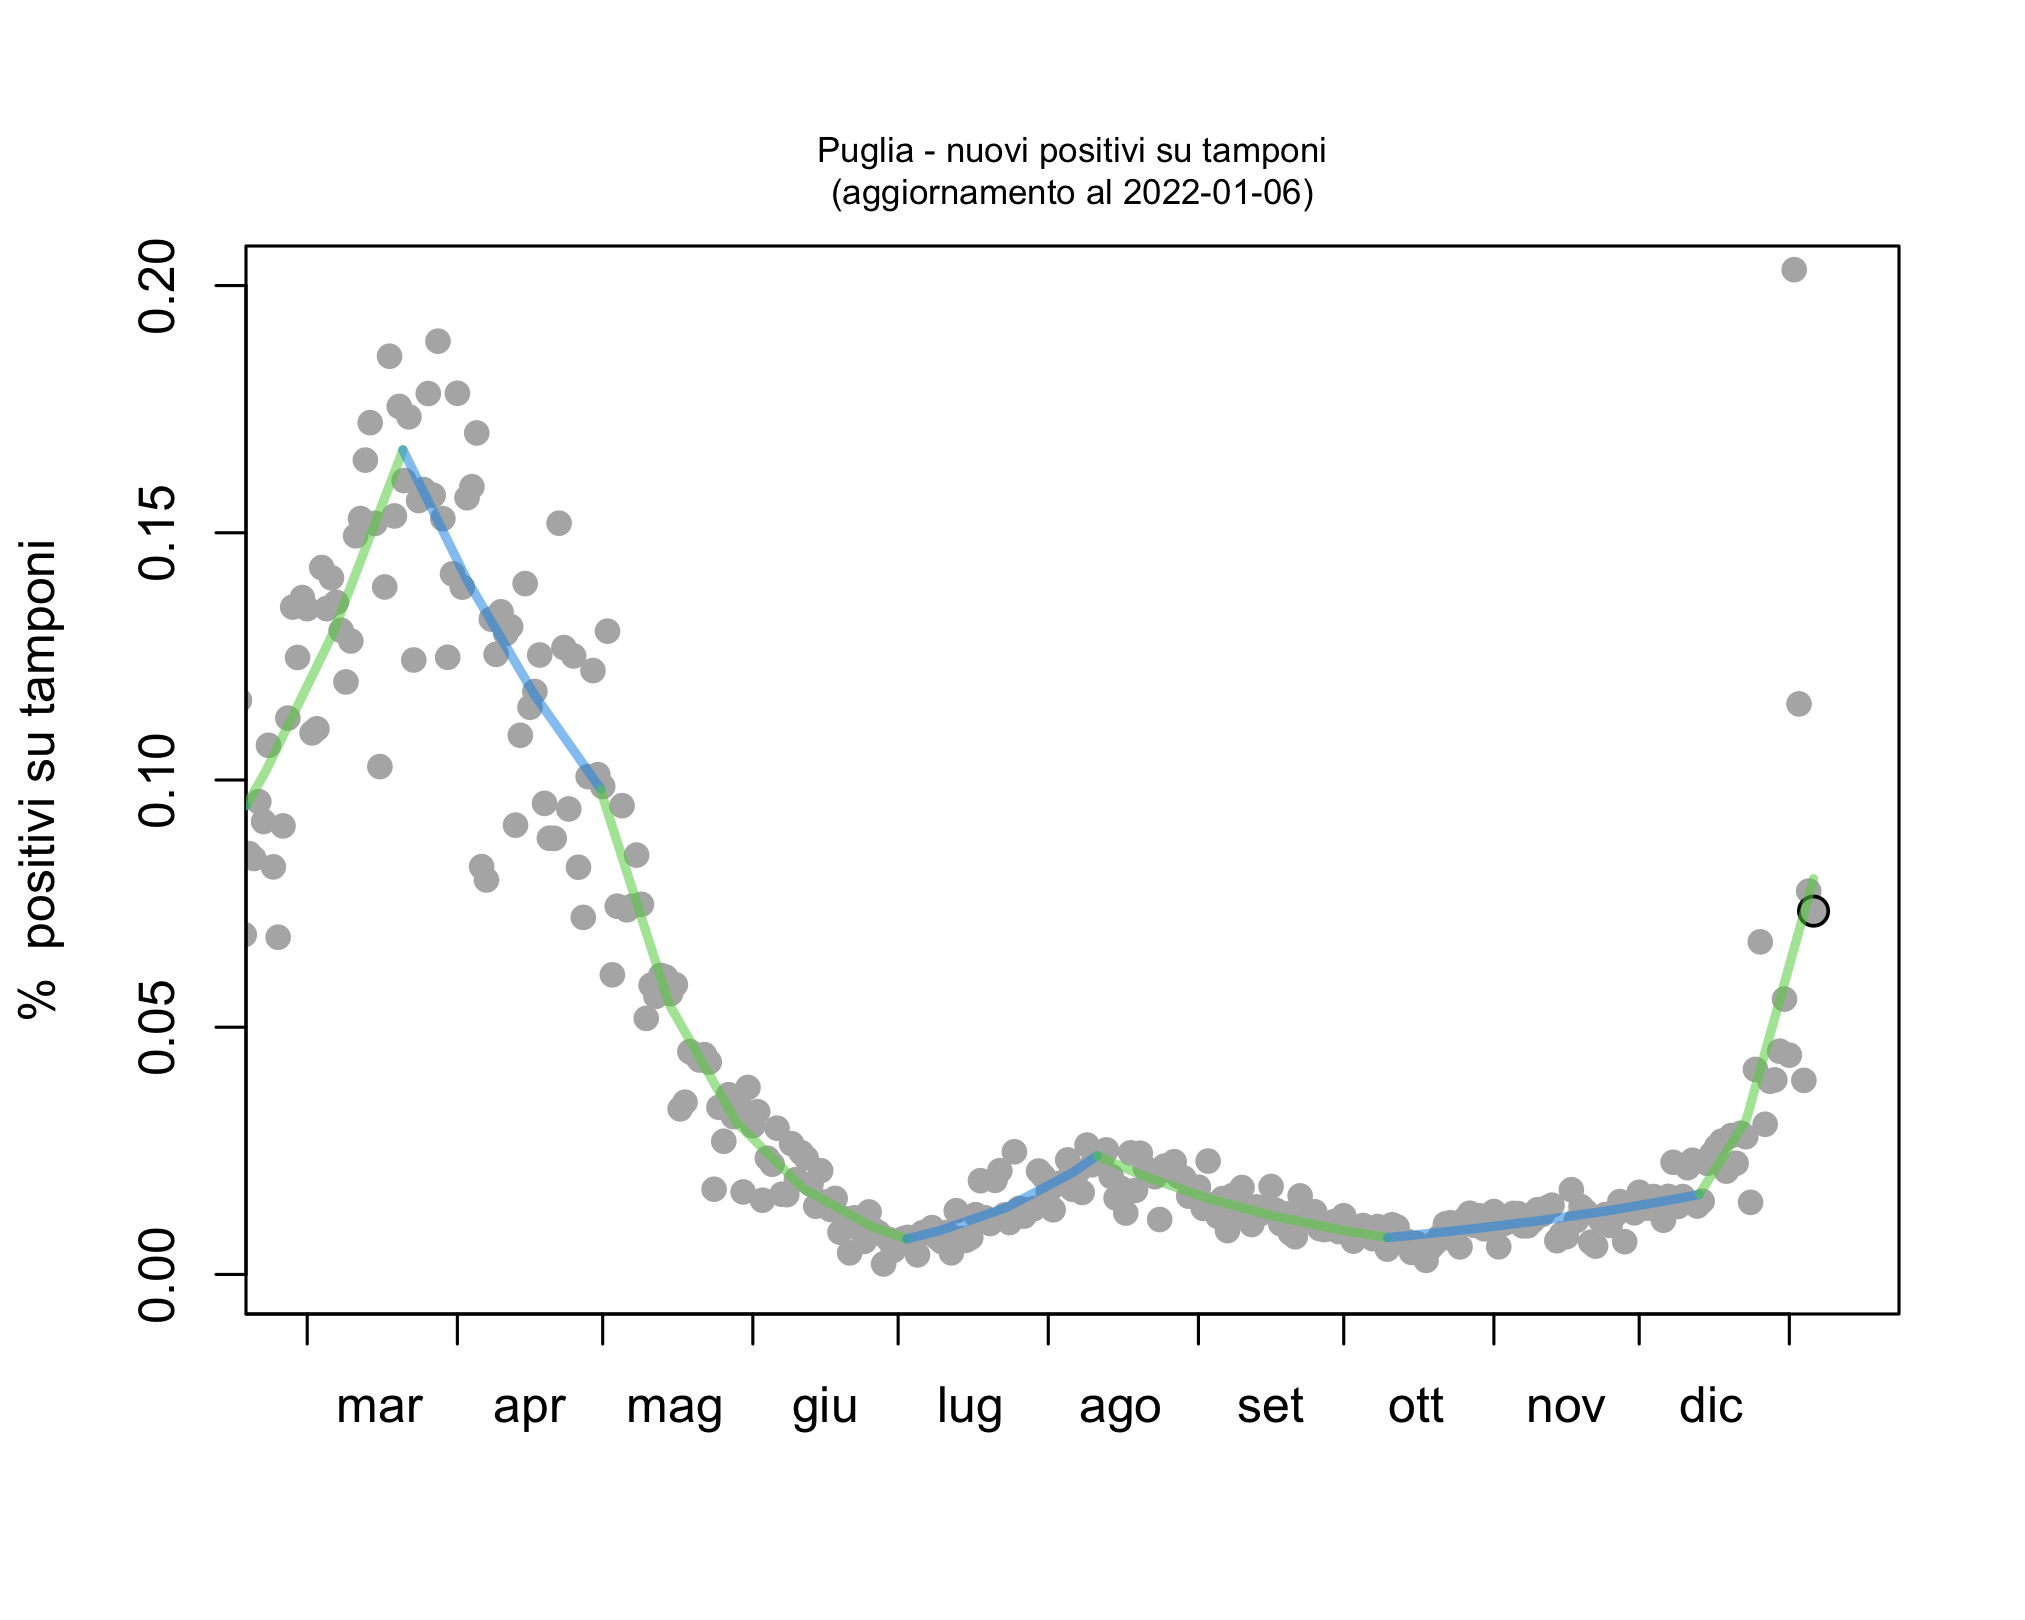 Puglia - nuovi positivi su tamponi
(aggiornamento al 2022-01-06)
% positivi su tamponi
0.20
0.15
0.10
0.05
0.00
mar apr mag giu lug ago set ott nov dic